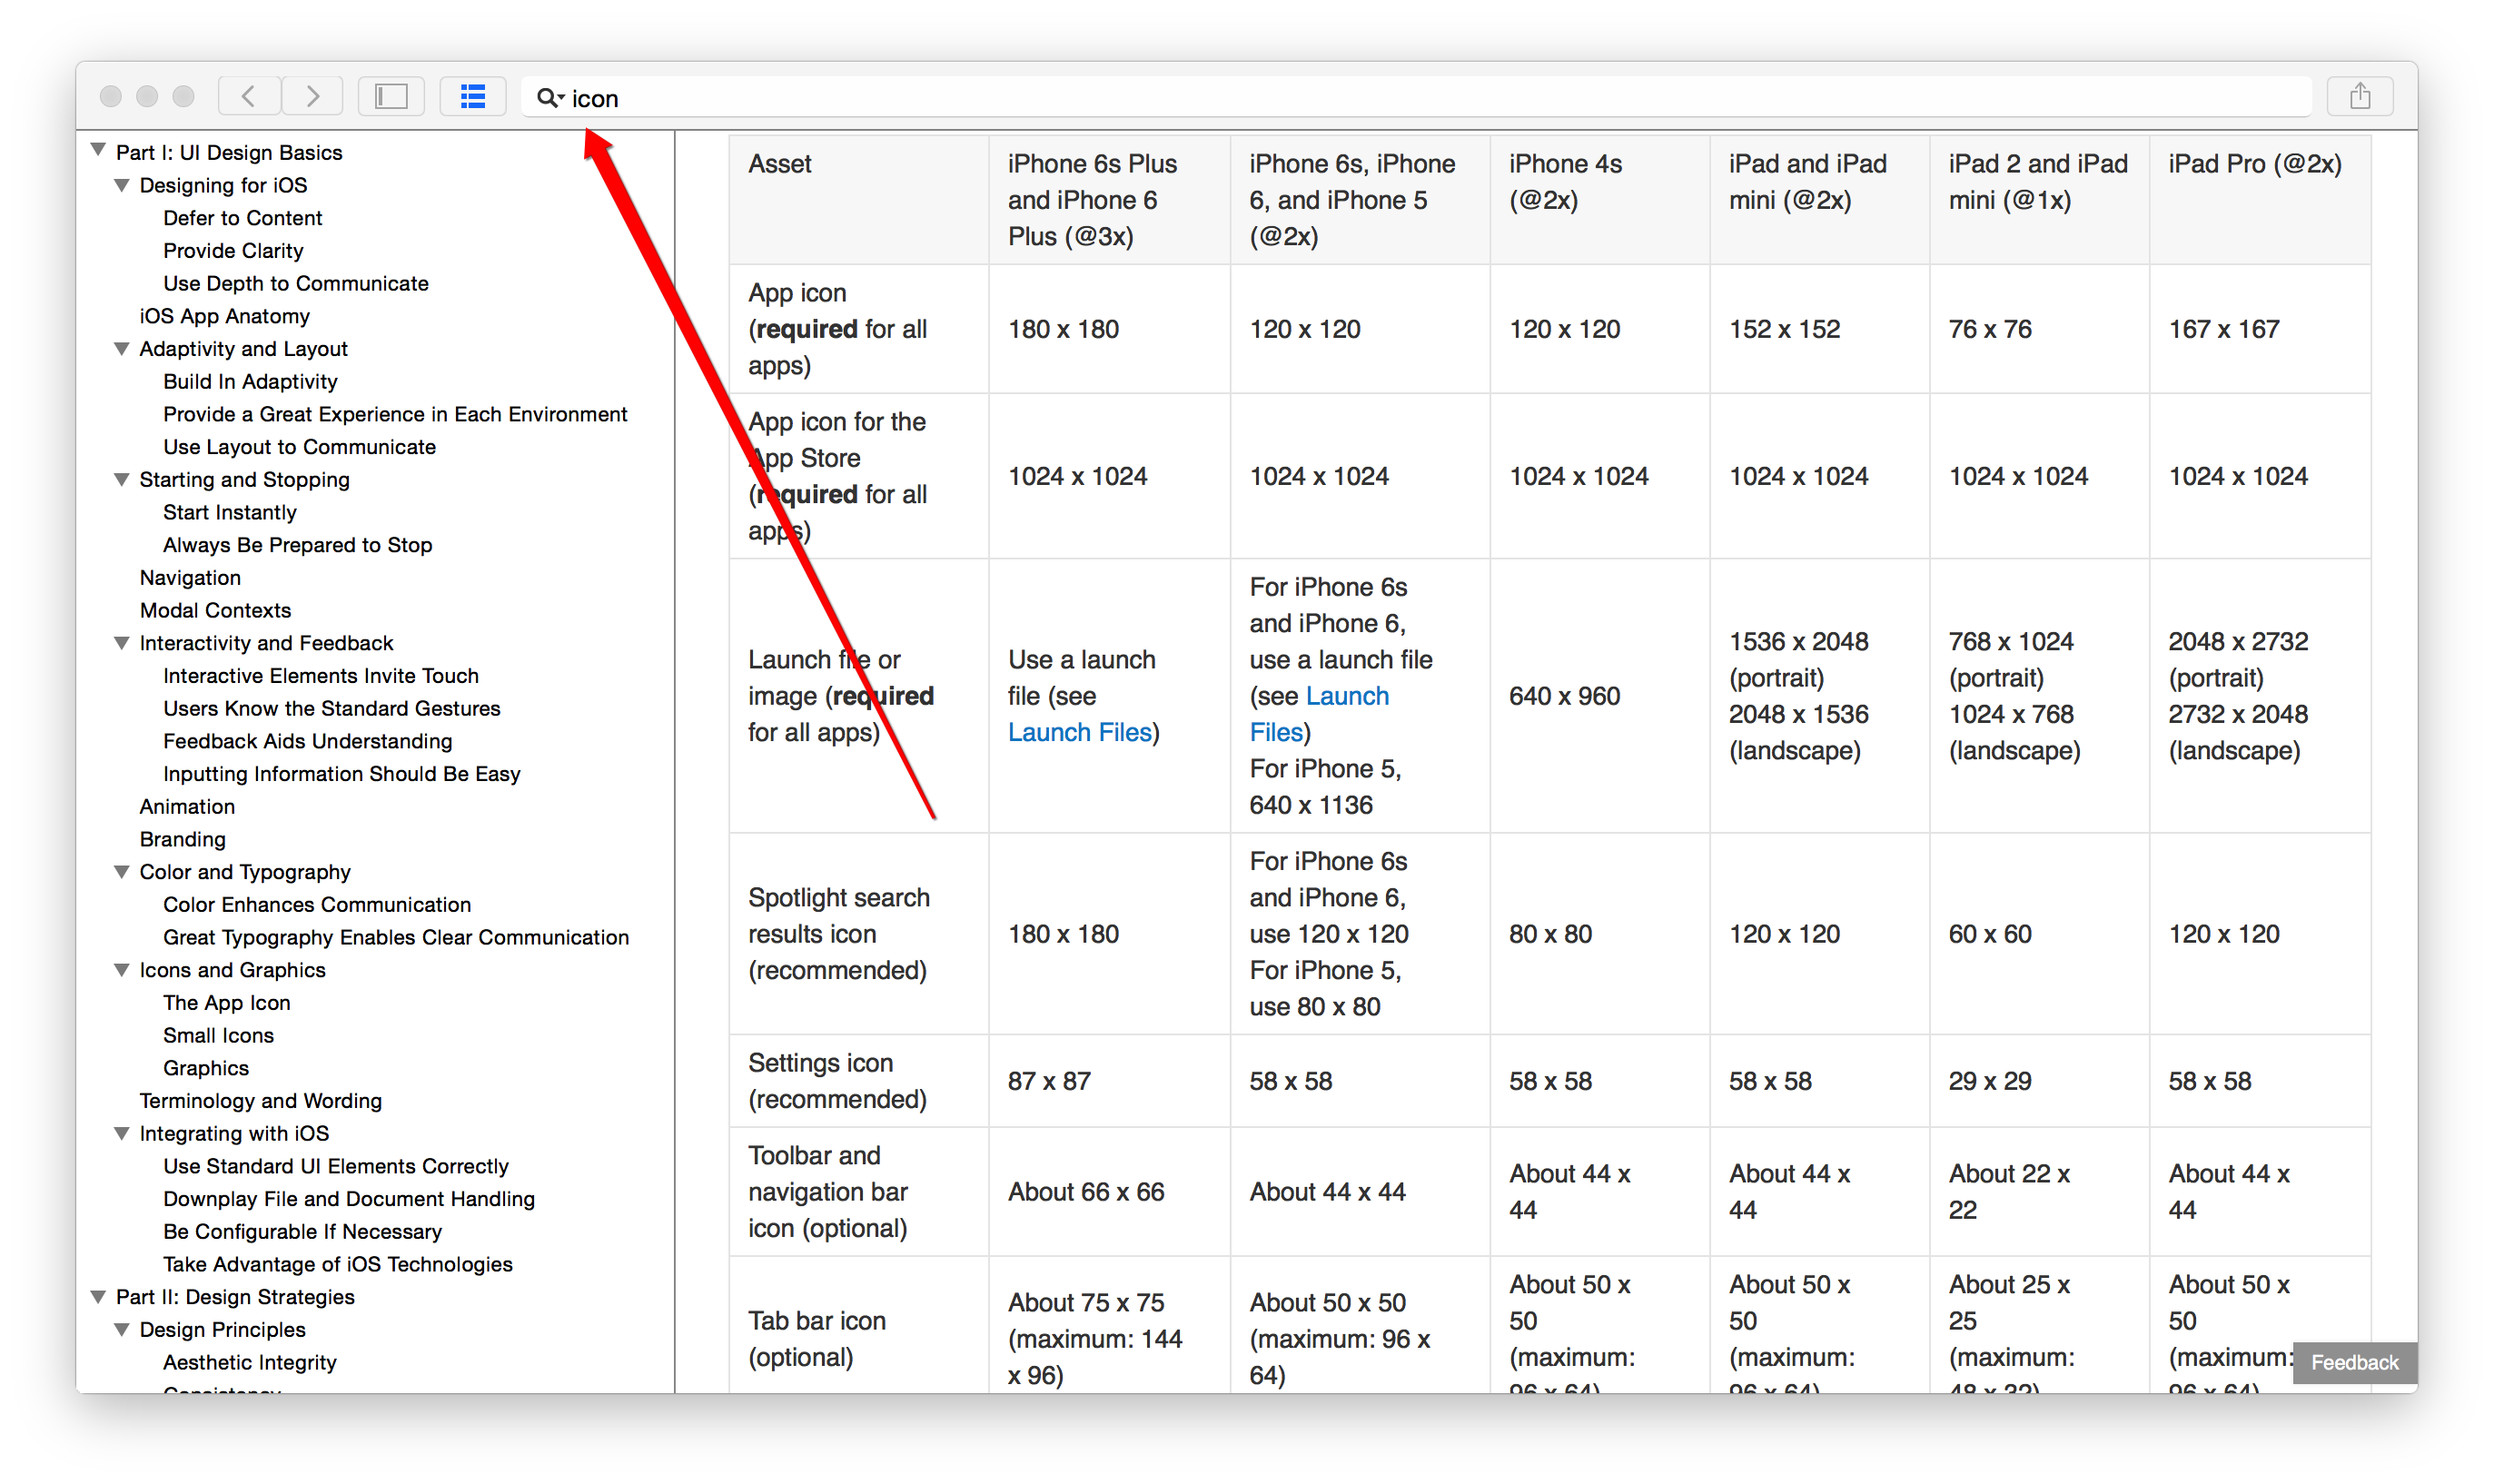 icon
Part I: UI Design Basics
Designing for iOS
Defer to Content
Provide Clarity
Use Depth to Communicate
iOS App Anatomy
Adaptivity and Layout
Build In Adaptivity
Provide a Great Experience in Each Environment
Use Layout to Communicate
Starting and Stopping
Start Instantly
Always Be Prepared to Stop
Navigation
Modal Contexts
Interactivity and Feedback
Interactive Elements Invite Touch
Users Know the Standard Gestures
Feedback Aids Understanding
Inputting Information Should Be Easy
Animation
Branding
Color and Typography
Color Enhances Communication
Great Typography Enables Clear Communication
Icons and Graphics
The App Icon
Small Icons
Graphics
Terminology and Wording
Integrating with iOS
Use Standard UI Elements Correctly
Downplay File and Document Handling
Be Configurable If Necessary
Take Advantage of iOS Technologies
Part II: Design Strategies
Design Principles
Aesthetic Integrity
Consistency
Asset
iPhone 6s Plus
and iPhone 6
Plus (@3x)
iPhone 6s, iPhone
6, and iPhone 5
(@2x)
iPhone 4s
(@2x)
iPad and iPad
mini (@2x)
iPad 2 and iPad
mini (@1x)
iPad Pro (@2x)
App icon
(required for all
apps)
180 x 180
120 x 120
120 x 120
152 x 152
76 x 76
167 x 167
App icon for the
App Store
(required for all
apps)
1024 x 1024
1024 x 1024
1024 x 1024
1024 x 1024
1024 x 1024
1024 x 1024
Launch file or
image (required
for all apps)
Use a launch
file (see
Launch Files)
For iPhone 6s
and iPhone 6,
use a launch file
(see Launch
Files)
For iPhone 5,
640 x 1136
640 x 960
1536 x 2048
(portrait)
2048 x 1536
(landscape)
768 x 1024
(portrait)
1024 x 768
(landscape)
2048 x 2732
(portrait)
2732 x 2048
(landscape)
Spotlight search
results icon
(recommended)
180 x 180
For iPhone 6s
and iPhone 6,
use 120 x 120
For iPhone 5,
use 80 x 80
80 x 80
120 x 120
60 x 60
120 x 120
Settings icon
(recommended)
87 x 87
58 x 58
58 x 58
58 x 58
29 x 29
58 x 58
Toolbar and
navigation bar
icon (optional)
About 66 x 66
About 44 x 44
About 44 x
44
About 44 x
44
About 22 x
22
About 44 x
44
Tab bar icon
(optional)
About 75 x 75
(maximum: 144
x 96)
About 50 x 50
(maximum: 96 x
64)
About 50 x
50
(maximum:
96 x 64)
About 50 x
50
(maximum:
96 x 64)
About 25 x
25
(maximum:
48 x 32)
About 50 x
50
(maximum:
96 x 64)
Feedback